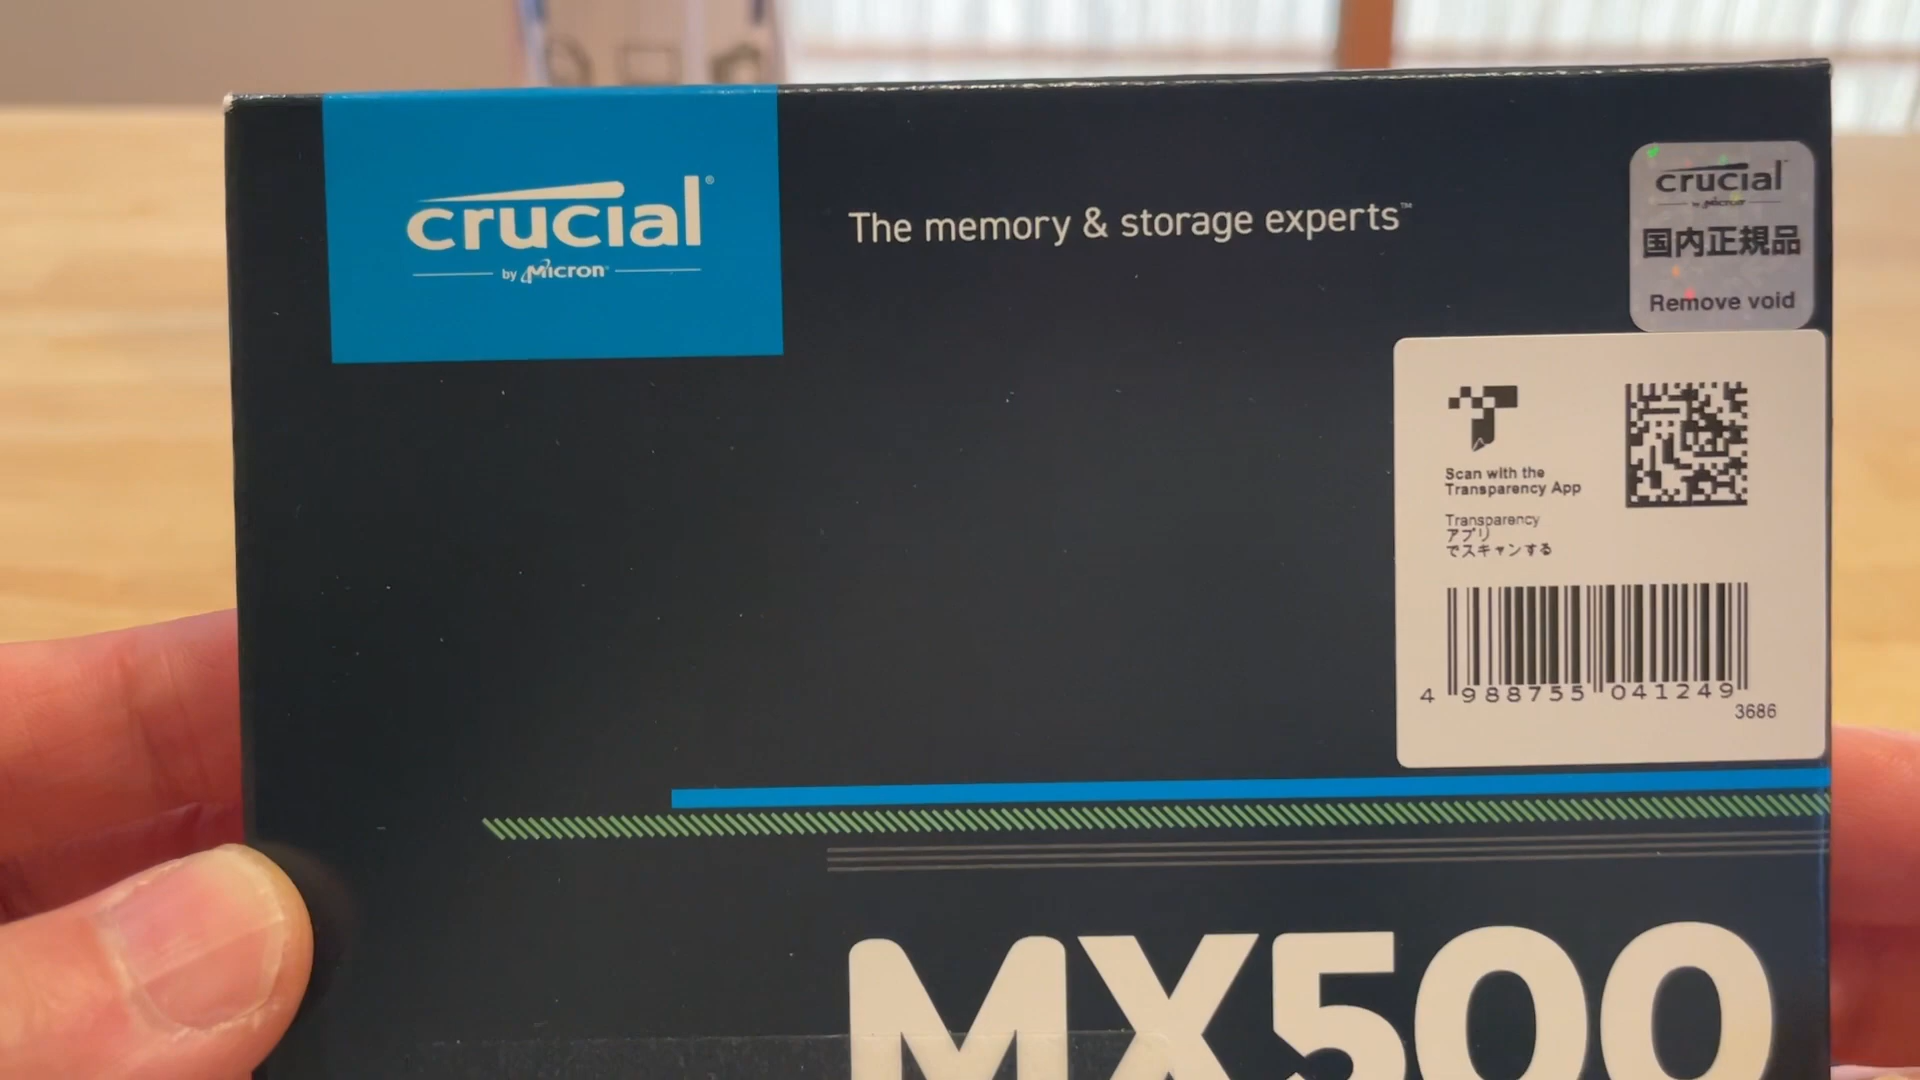 crucial®
by Micron®
The memory & storage experts™
crucial™
by Micron
国内正規品
Remove void
Scan with the
Transparency App
Transparency
アプリ
でスキャンする
4 988755 041249
3686
MX500